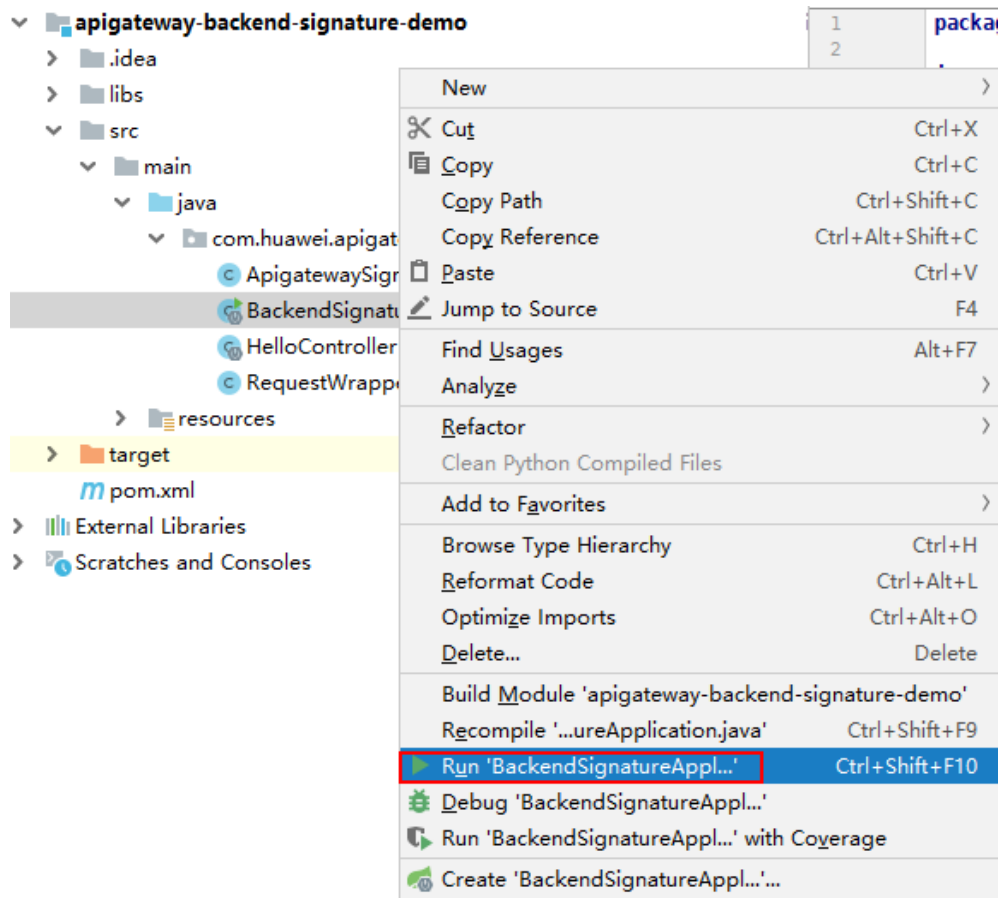 apigateway-backend-signature-demo
.idea
libs
src
main
java
com.huawei.apigat
ApigatewaySigr
BackendSignatu
HelloController
RequestWrappe
resources
target
pom.xml
External Libraries
Scratches and Consoles
1 packag
2
New
Cut Ctrl+X
Copy Ctrl+C
Copy Path Ctrl+Shift+C
Copy Reference Ctrl+Alt+Shift+C
Paste Ctrl+V
Jump to Source F4
Find Usages Alt+F7
Analyze
Refactor
Clean Python Compiled Files
Add to Favorites
Browse Type Hierarchy Ctrl+H
Reformat Code Ctrl+Alt+L
Optimize Imports Ctrl+Alt+O
Delete... Delete
Build Module 'apigateway-backend-signature-demo'
Recompile '...ureApplication.java' Ctrl+Shift+F9
Run 'BackendSignatureAppl...' Ctrl+Shift+F10
Debug 'BackendSignatureAppl...'
Run 'BackendSignatureAppl...' with Coverage
Create 'BackendSignatureAppl...'...